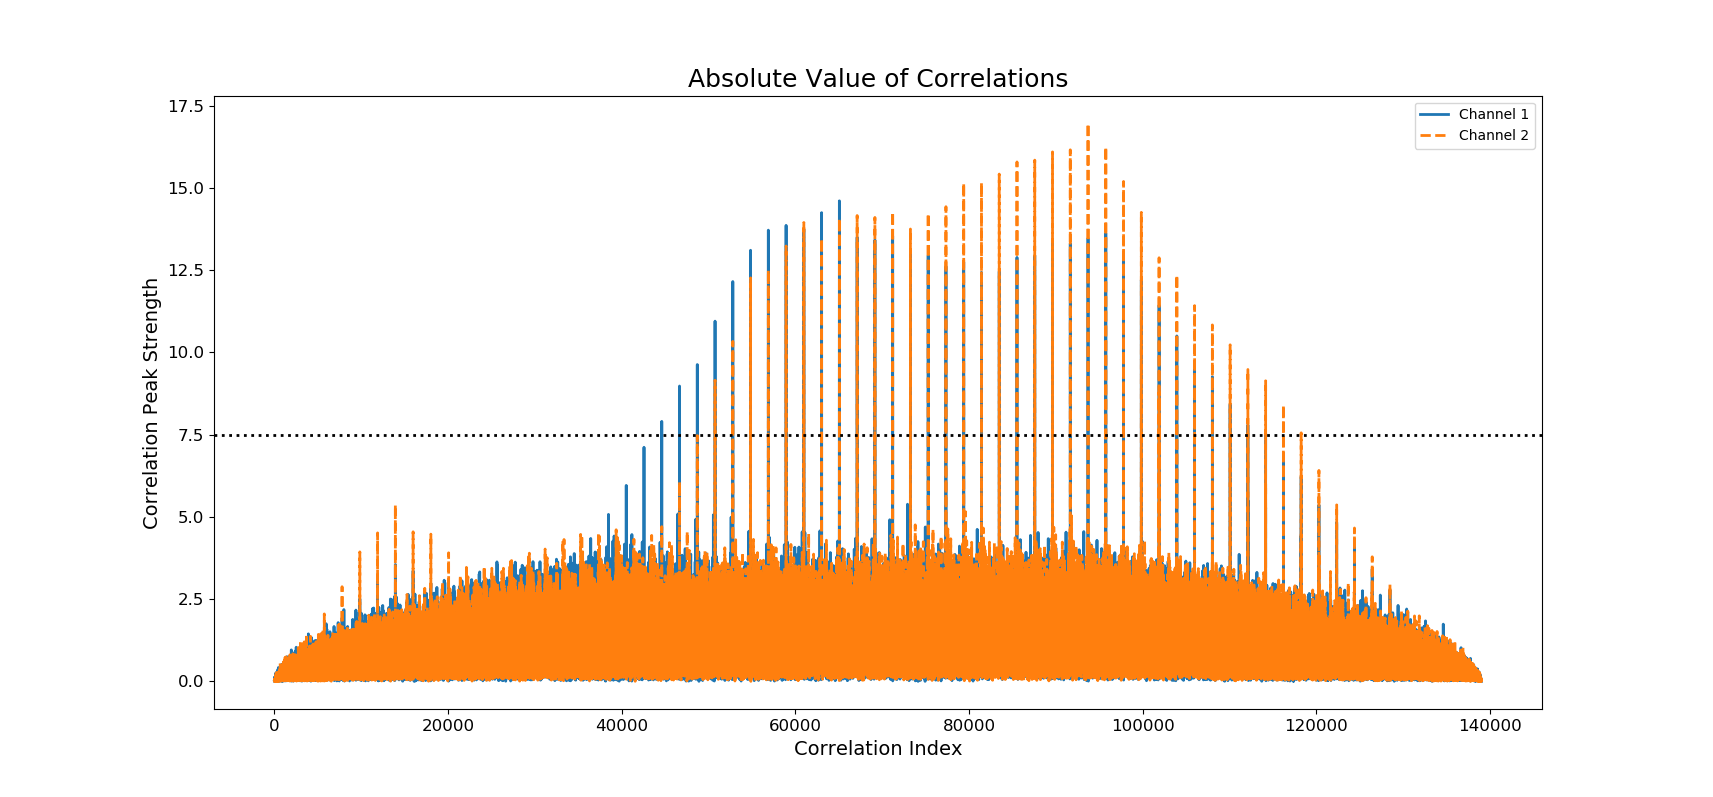 Absolute Value of Correlations
Channel 1
Channel 2
17.5
15.0
12.5
10.0
7.5
5.0
2.5
0.0
Correlation Peak Strength
0 20000 40000 60000 80000 100000 120000 140000
Correlation Index